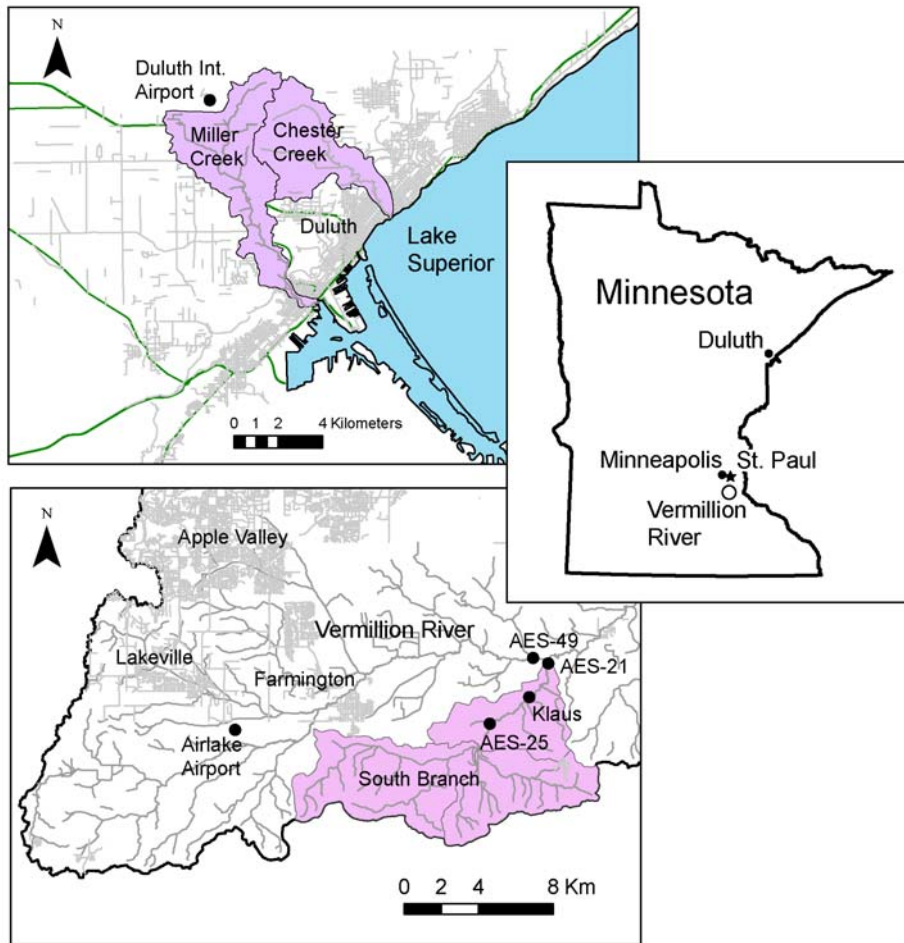 N
Duluth Int.
Airport
Miller
Creek
Chester
Creek
Duluth
Lake
Superior
0 1 2 4 Kilometers
Minnesota
Duluth
Minneapolis
St. Paul
Vermillion
River
N
Apple Valley
Vermillion River
Lakeville
Farmington
AES-49
AES-21
Klaus
AES-25
Airlake
Airport
South Branch
0 2 4 8 Km